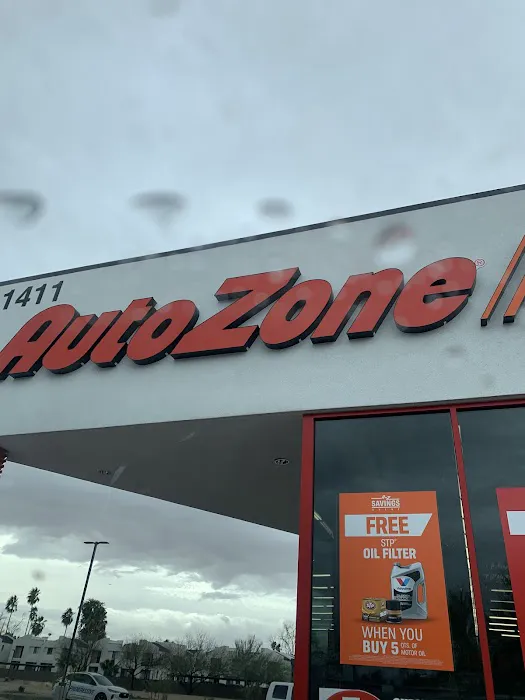 1411
AutoZone®
SAVINGS
FREE
STP®
OIL FILTER
WHEN YOU
BUY 5 QTS. OF
MOTOR OIL